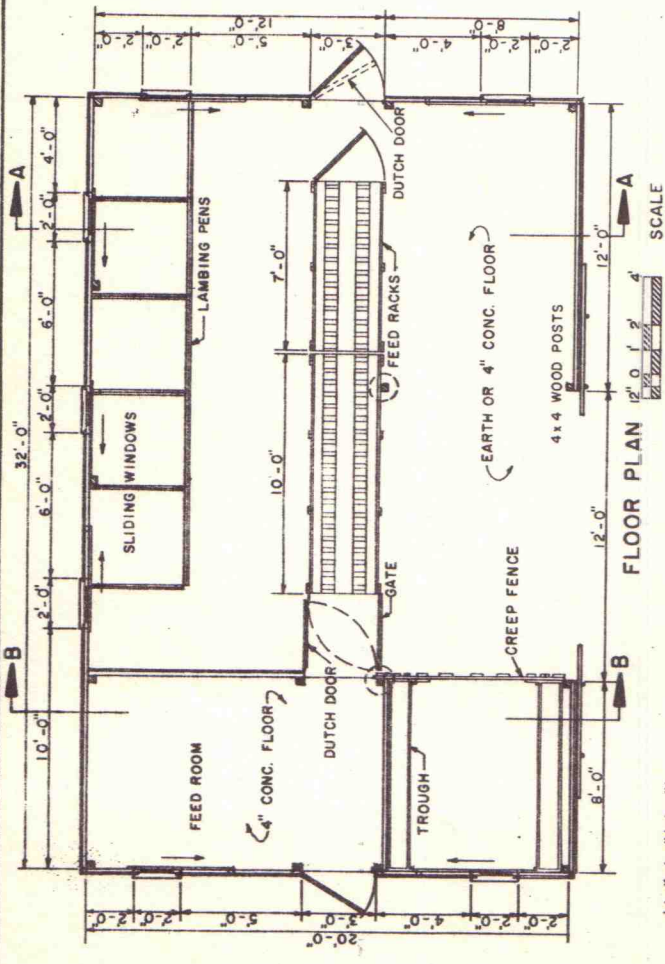 32'-0"
10'-0"
2'-0"
6'-0"
2'-0"
6'-0"
2'-0"
4'-0"
B
A
12'-0"
8'-0"
2'-0"
2'-0"
5'-0"
3'-0"
4'-0"
2'-0"
2'-0"
20'-0"
2'-0"
2'-0"
5'-0"
3'-0"
4'-0"
2'-0"
2'-0"
SLIDING WINDOWS
LAMBING PENS
FEED ROOM
4" CONC. FLOOR
10'-0"
7'-0"
DUTCH DOOR
DUTCH DOOR
GATE
FEED RACKS
TROUGH
CREEP FENCE
EARTH OR 4" CONC. FLOOR
4x4 WOOD POSTS
8'-0"
12'-0"
12'-0"
B
A
FLOOR PLAN
12" 0 1' 2' 4'
SCALE